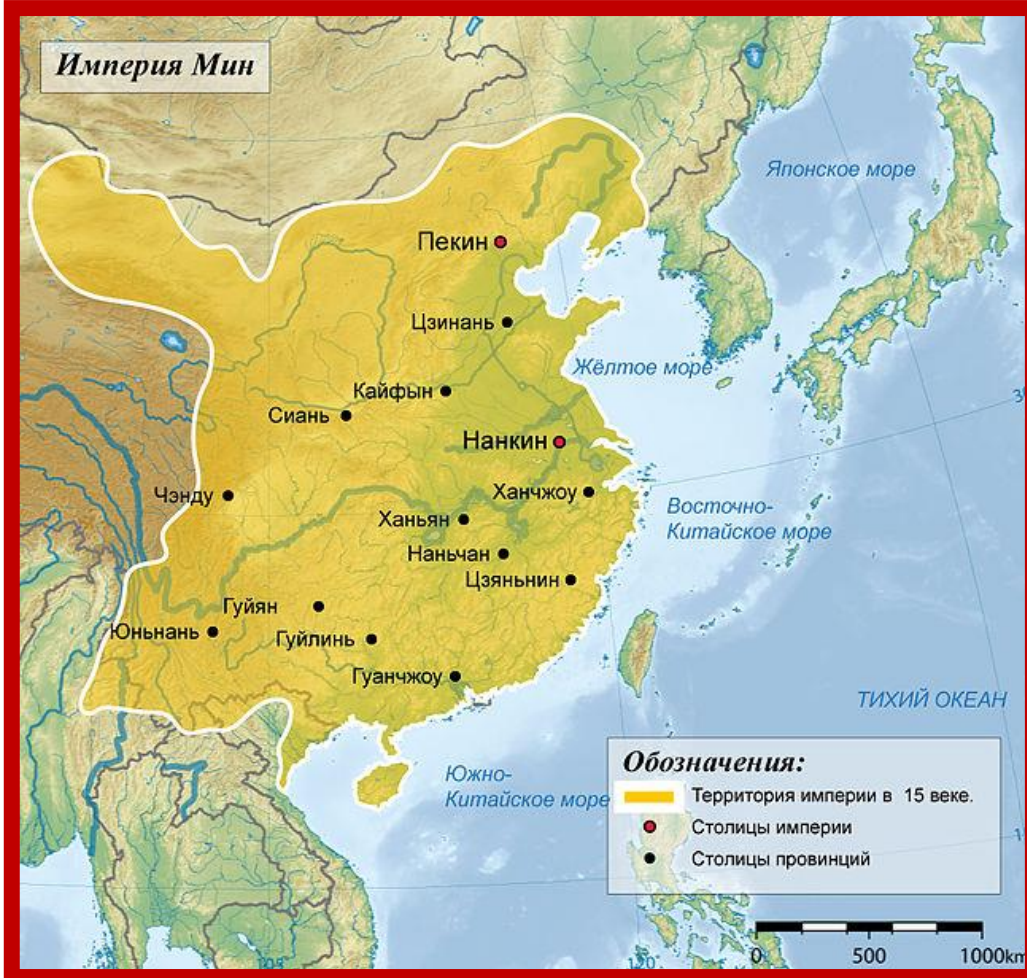 Империя Мин
Японское море
Пекин
Цзинань
Жёлтое море
Кайфын
Сиань
Нанкин
Чэнду
Ханчжоу
Восточно-
Китайское море
Ханьян
Наньчан
Цзяньнин
Гуйян
Юньнань
Гуйлинь
Гуанчжоу
ТИХИЙ ОКЕАН
Южно-
Китайское море
Обозначения:
Территория империи в 15 веке.
Столицы империи
Столицы провинций
0 500 1000km
105
120